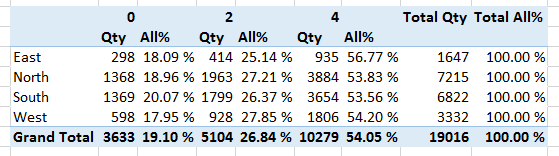 0 2 4 Total Qty Total All%
Qty All% Qty All% Qty All%
East 298 18.09 % 414 25.14 % 935 56.77 % 1647 100.00 %
North 1368 18.96 % 1963 27.21 % 3884 53.83 % 7215 100.00 %
South 1369 20.07 % 1799 26.37 % 3654 53.56 % 6822 100.00 %
West 598 17.95 % 928 27.85 % 1806 54.20 % 3332 100.00 %
Grand Total 3633 19.10 % 5104 26.84 % 10279 54.05 % 19016 100.00 %